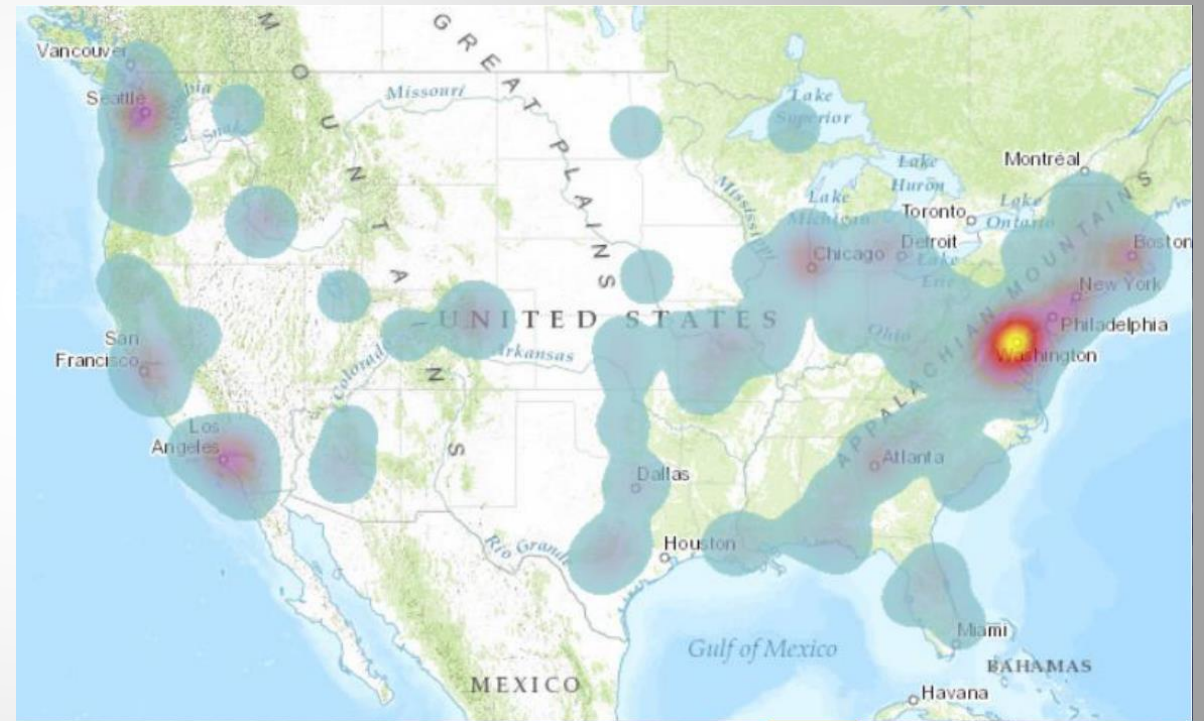 GREAT PLAINS
MOUNTAINS
Vancouver
Seattle
Snake
Missouri
Lake
Superior
Montréal
Lake
Huron
Lake
Michigan
Toronto
Lake
Ontario
Mississippi
Chicago
Detroit
Lake
Erie
Boston
New York
Philadelphia
Washington
APPALACHIAN MOUNTAINS
Ohio
UNITED STATES
San
Francisco
Colorado
Arkansas
Los
Angeles
Atlanta
Dallas
Rio Grande
Houston
Gulf of Mexico
Miami
BAHAMAS
MEXICO
Havana